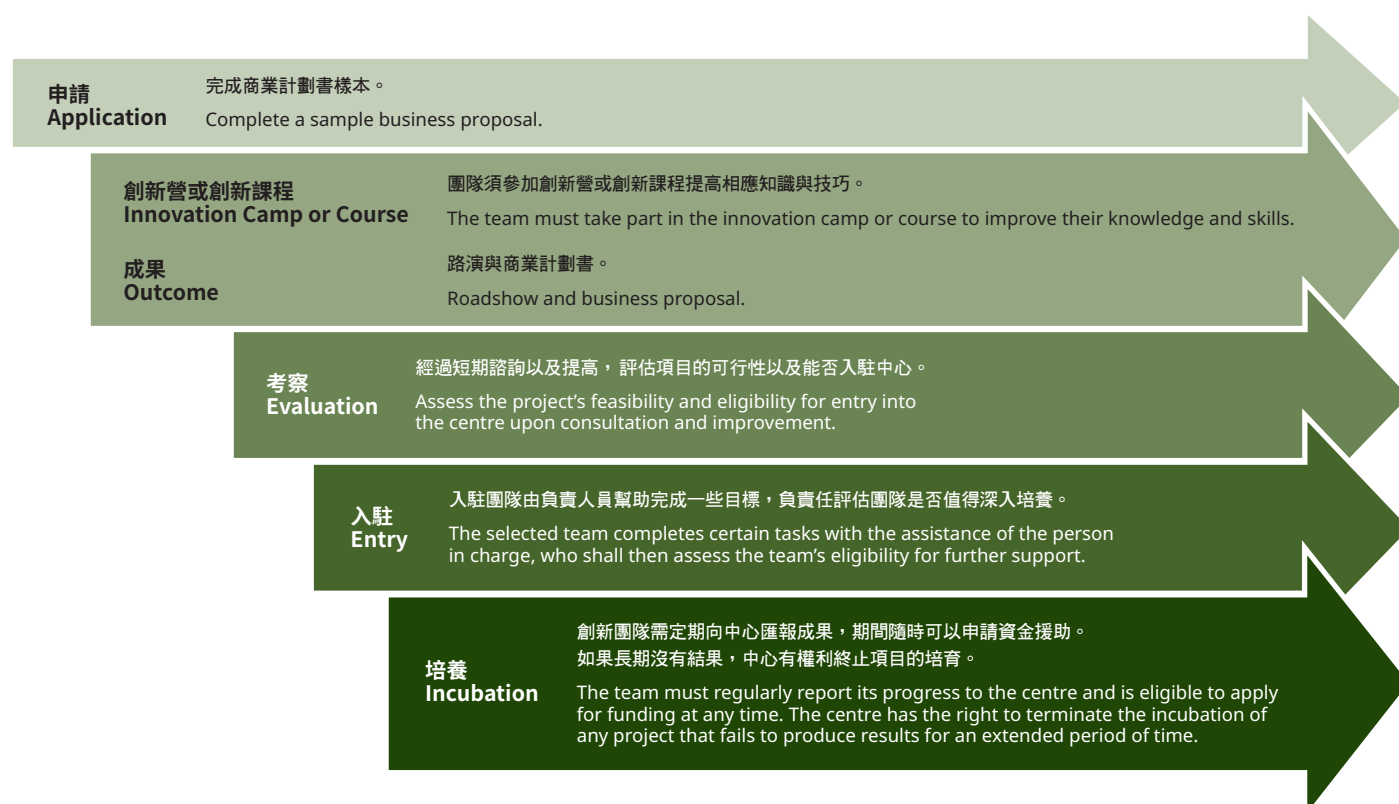 申請
Application
完成商業計劃書樣本。
Complete a sample business proposal.
創新營或創新課程
Innovation Camp or Course
團隊須參加創新營或創新課程提高相應知識與技巧。
The team must take part in the innovation camp or course to improve their knowledge and skills.
成果
Outcome
路演與商業計劃書。
Roadshow and business proposal.
考察
Evaluation
經過短期諮詢以及提高，評估項目的可行性以及能否入駐中心。
Assess the project’s feasibility and eligibility for entry into
the centre upon consultation and improvement.
入駐
Entry
入駐團隊由負責人員幫助完成一些目標，負責任評估團隊是否值得深入培養。
The selected team completes certain tasks with the assistance of the person
in charge, who shall then assess the team’s eligibility for further support.
培養
Incubation
創新團隊需定期向中心匯報成果，期間隨時可以申請資金援助。
如果長期沒有結果，中心有權利終止項目的培育。
The team must regularly report its progress to the centre and is eligible to apply
for funding at any time. The centre has the right to terminate the incubation of
any project that fails to produce results for an extended period of time.